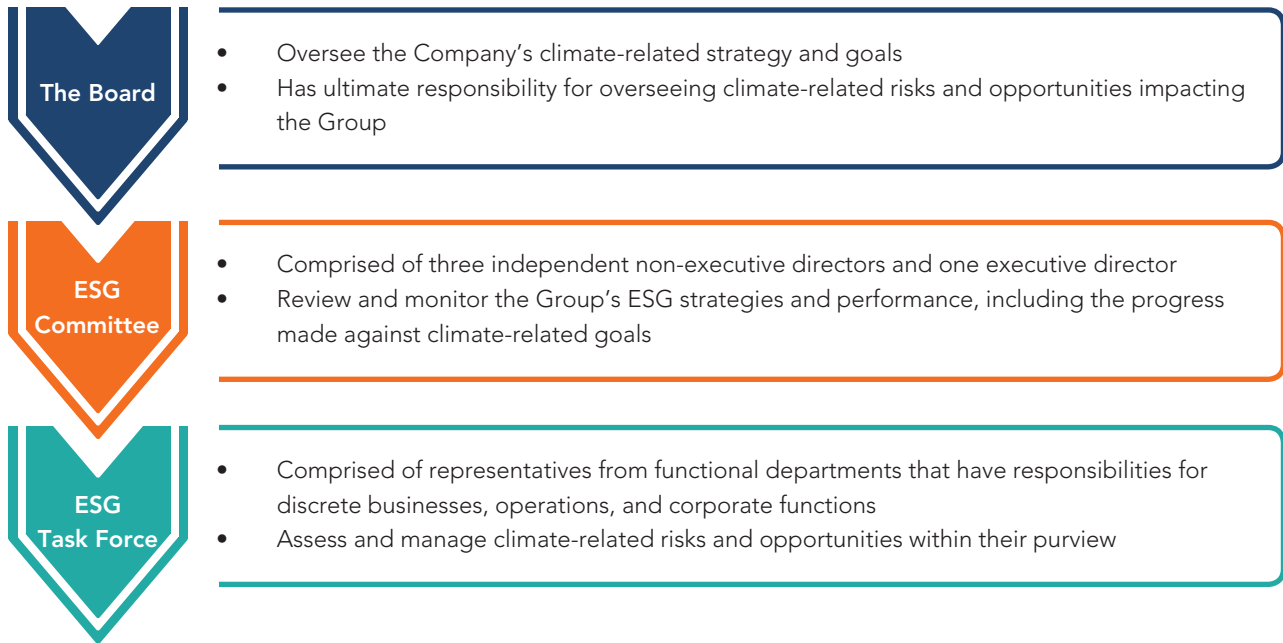 The Board
• Oversee the Company’s climate-related strategy and goals
• Has ultimate responsibility for overseeing climate-related risks and opportunities impacting
the Group
ESG
Committee
• Comprised of three independent non-executive directors and one executive director
• Review and monitor the Group’s ESG strategies and performance, including the progress
made against climate-related goals
ESG
Task Force
• Comprised of representatives from functional departments that have responsibilities for
discrete businesses, operations, and corporate functions
• Assess and manage climate-related risks and opportunities within their purview